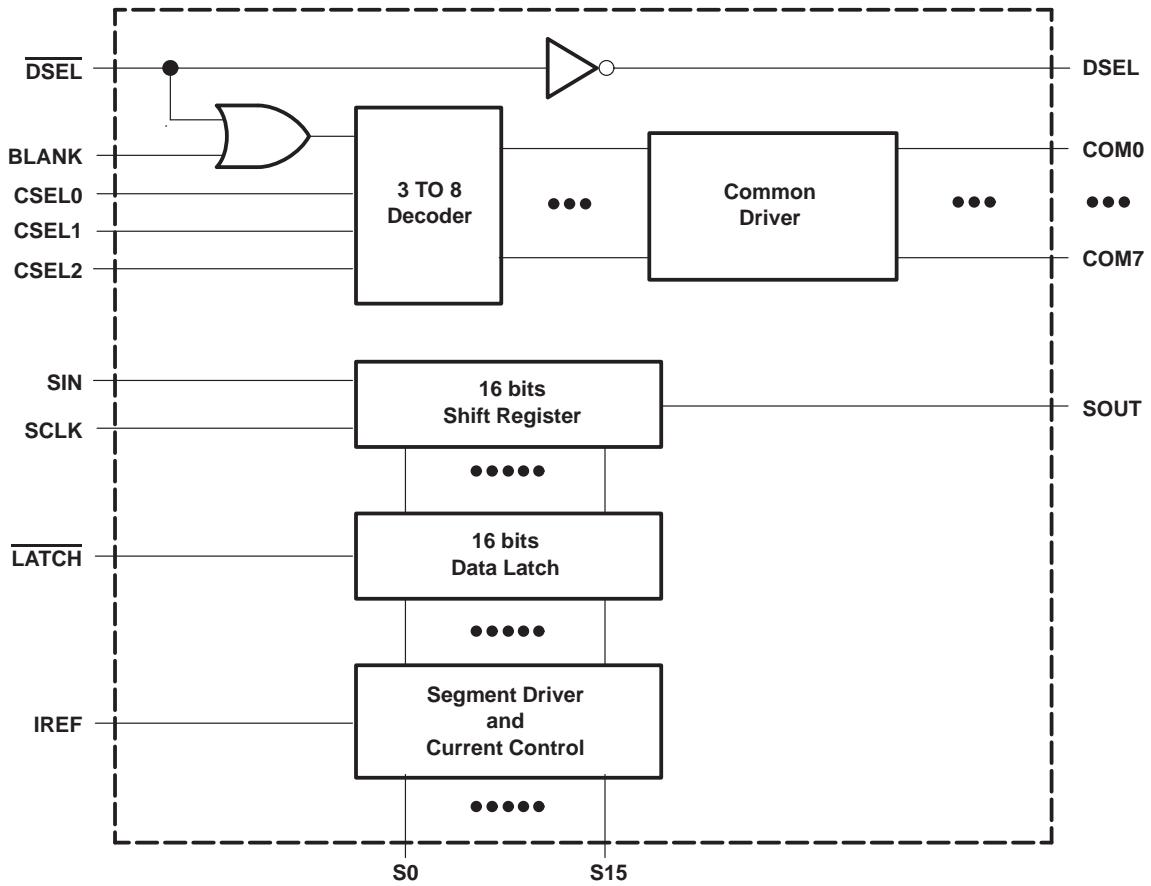 DSEL
DSEL
BLANK
CSEL0
CSEL1
CSEL2
3 TO 8
Decoder
Common
Driver
COM0
COM7
SIN
SCLK
16 bits
Shift Register
SOUT
LATCH
16 bits
Data Latch
IREF
Segment Driver
and
Current Control
S0
S15